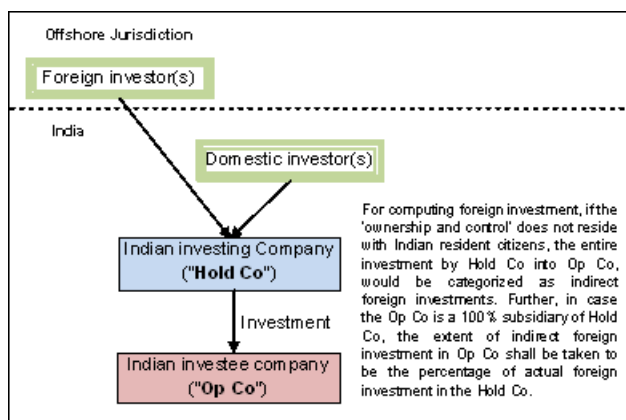 Offshore Jurisdiction
Foreign investor(s)
India
Domestic investor(s)
Indian investing Company
("Hold Co")
Investment
Indian investee company
("Op Co")
For computing foreign investment, if the
'ownership and control' does not reside
with Indian resident citizens, the entire
investment by Hold Co into Op Co,
would be categorized as indirect
foreign investments. Further, in case
the Op Co is a 100% subsidiary of Hold
Co, the extent of indirect foreign
investment in Op Co shall be taken to
be the percentage of actual foreign
investment in the Hold Co.